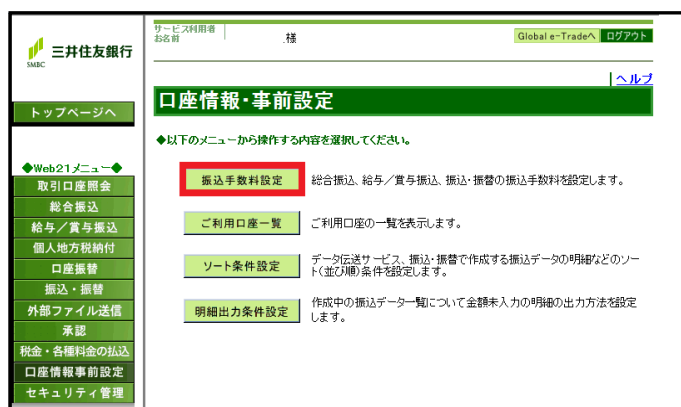 サービス利用者
お名前
様
Global e-Tradeへ
ログアウト
三井住友銀行
SMBC
ヘルプ
トップページへ
口座情報・事前設定
◆以下のメニューから操作する内容を選択してください。
振込手数料設定
総合振込、給与／賞与振込、振込・振替の振込手数料を設定します。
ご利用口座一覧
ご利用口座の一覧を表示します。
ソート条件設定
データ伝送サービス、振込・振替で作成する振込データの明細などのソー
ト(並び順)条件を設定します。
明細出力条件設定
作成中の振込データ一覧について金額未入力の明細の出力方法を設定
します。
◆Web21メニュー◆
取引口座照会
総合振込
給与／賞与振込
個人地方税納付
口座振替
振込・振替
外部ファイル送信
承認
税金・各種料金の払込
口座情報事前設定
セキュリティ管理